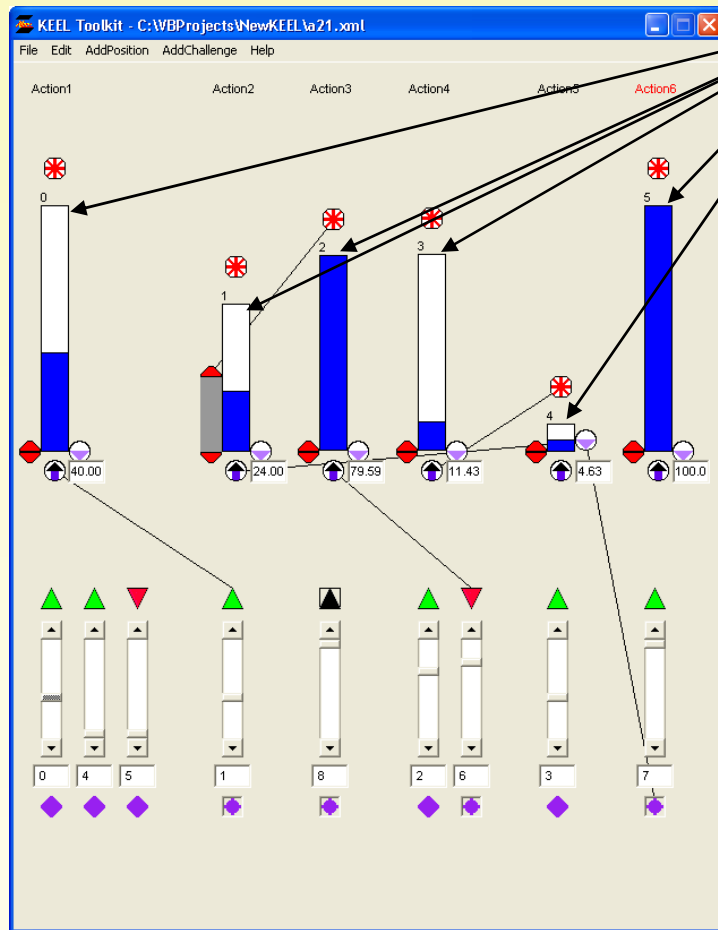 KEEL Toolkit - C:\VBProjects\NewKEEL\a21.xml
File Edit AddPosition AddChallenge Help
Action1 Action2 Action3 Action4 Action5 Action6
0 5
2 3
1
4
40.00 24.00 79.59 11.43 4.63 100.0
0 4 5 1 8 2 6 3 7